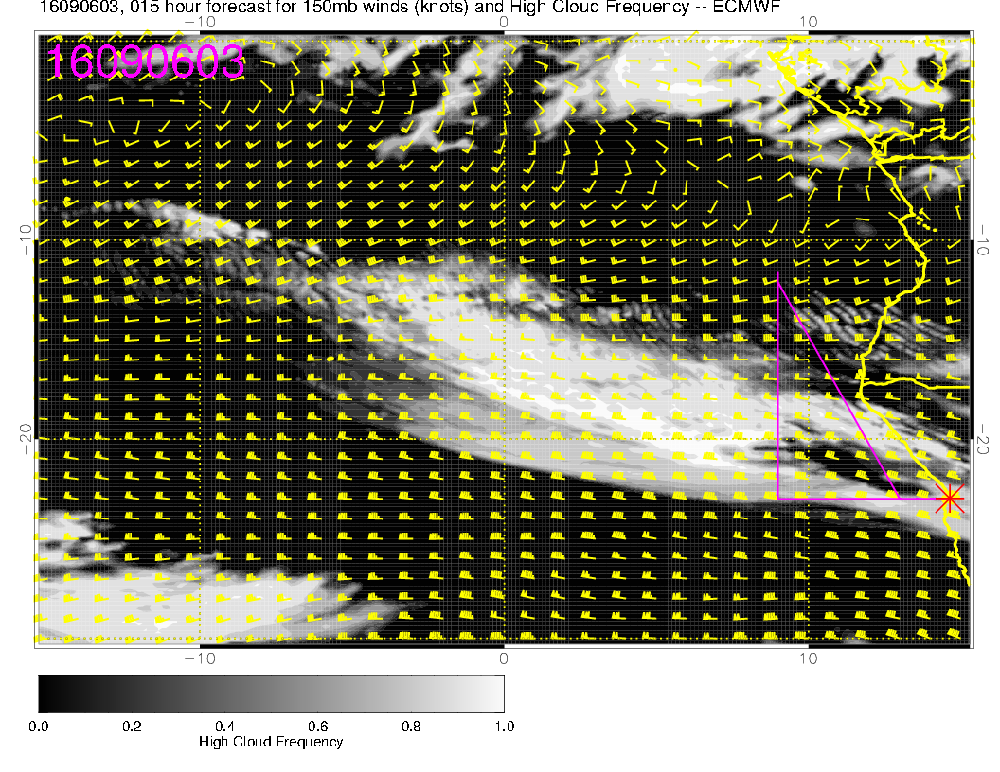 16090603, 015 hour forecast for 150mb winds (knots) and High Cloud Frequency -- ECMWF
−10 0 10
16090603
−10 −10
−20 −20
−10 0 10
0.0 0.2 0.4 0.6 0.8 1.0
High Cloud Frequency